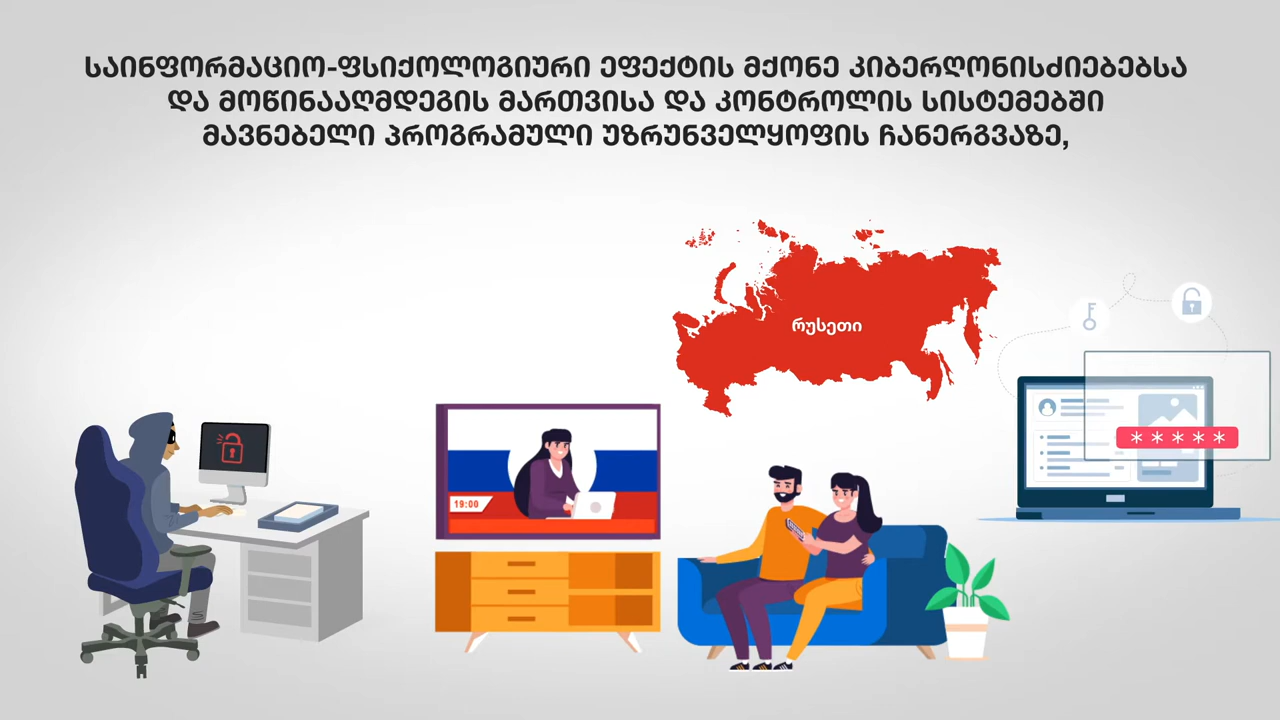 საინფორმაციო-ფსიქოლოგიური ეფექტის მქონე კიბერღონისძიებებსა
და მოწინააღმდეგის მართვისა და კონტროლის სისტემებში
მავნებელი პროგრამული უზრუნველყოფის ჩანერგვაზე,
რუსეთი
*****
19:00